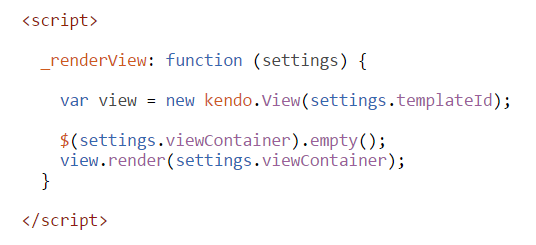 <script>
_renderView: function (settings) {
var view = new kendo.View(settings.templateId);
$(settings.viewContainer).empty();
view.render(settings.viewContainer);
}
</script>